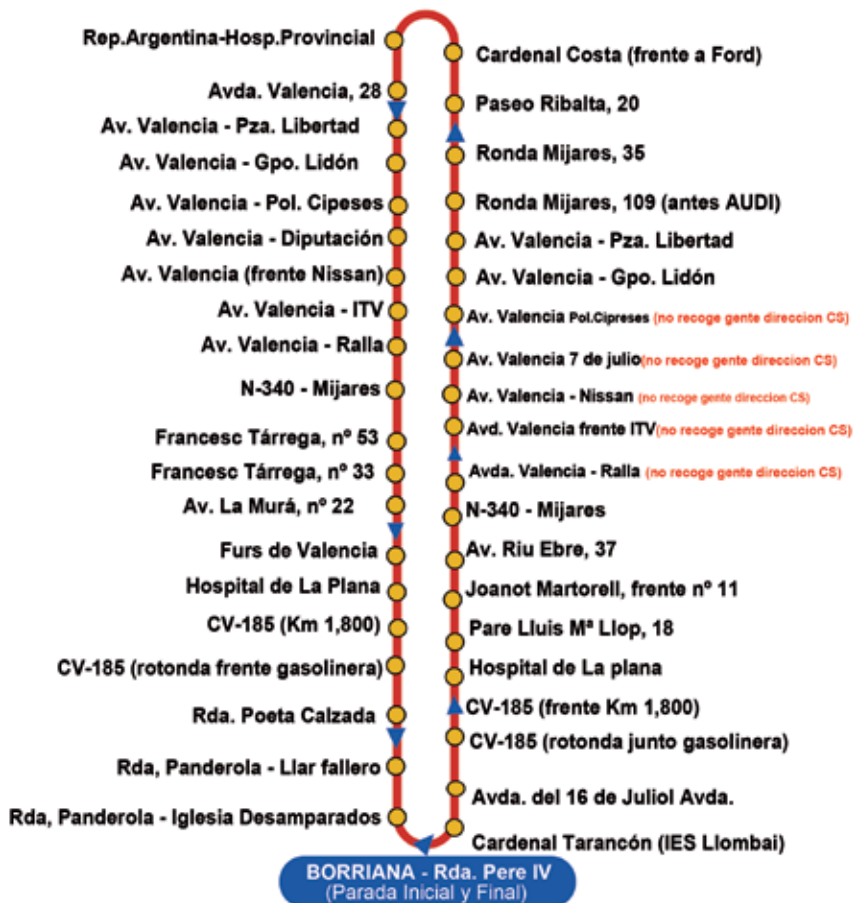 Rep.Argentina-Hosp.Provincial
Avda. Valencia, 28
Av. Valencia - Pza. Libertad
Av. Valencia - Gpo. Lidón
Av. Valencia - Pol. Cipeses
Av. Valencia - Diputación
Av. Valencia (frente Nissan)
Av. Valencia - ITV
Av. Valencia - Ralla
N-340 - Mijares
Francesc Tárrega, nº 53
Francesc Tárrega, nº 33
Av. La Murá, nº 22
Furs de Valencia
Hospital de La Plana
CV-185 (Km 1,800)
CV-185 (rotonda frente gasolinera)
Rda. Poeta Calzada
Rda, Panderola - Llar fallero
Rda, Panderola - Iglesia Desamparados
Cardenal Costa (frente a Ford)
Paseo Ribalta, 20
Ronda Mijares, 35
Ronda Mijares, 109 (antes AUDI)
Av. Valencia - Pza. Libertad
Av. Valencia - Gpo. Lidón
Av. Valencia Pol.Cipreses (no recoge gente direccion CS)
Av. Valencia 7 de julio(no recoge gente direccion CS)
Av. Valencia - Nissan (no recoge gente direccion CS)
Avd. Valencia frente ITV(no recoge gente direccion CS)
Avda. Valencia - Ralla (no recoge gente direccion CS)
N-340 - Mijares
Av. Riu Ebre, 37
Joanot Martorell, frente nº 11
Pare Lluis Mª Llop, 18
Hospital de La plana
CV-185 (frente Km 1,800)
CV-185 (rotonda junto gasolinera)
Avda. del 16 de Juliol Avda.
Cardenal Tarancón (IES Llombai)
BORRIANA - Rda. Pere IV
(Parada Inicial y Final)